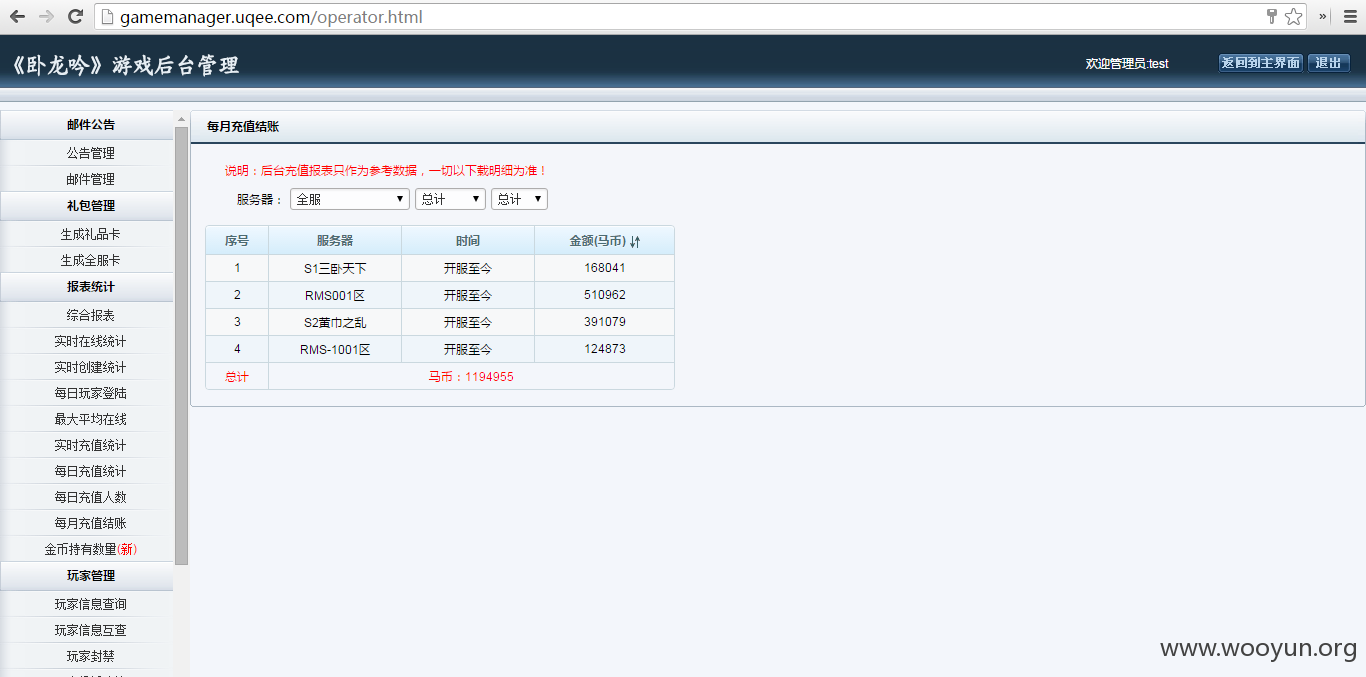 gamemanager.uqee.com/operator.html
»
《卧龙吟》游戏后台管理
欢迎管理员:test
返回到主界面
退出
邮件公告
公告管理
邮件管理
礼包管理
生成礼品卡
生成全服卡
报表统计
综合报表
实时在线统计
实时创建统计
每日玩家登陆
最大平均在线
实时充值统计
每日充值统计
每日充值人数
每月充值结账
金币持有数量(新)
玩家管理
玩家信息查询
玩家信息互查
玩家封禁
每月充值结账
说明：后台充值报表只作为参考数据，一切以下载明细为准！
服务器： 全服 总计 总计
序号 服务器 时间 金额(马币)
1 S1三卧天下 开服至今 168041
2 RMS001区 开服至今 510962
3 S2黄巾之乱 开服至今 391079
4 RMS-1001区 开服至今 124873
总计 马币：1194955
www.wooyun.org